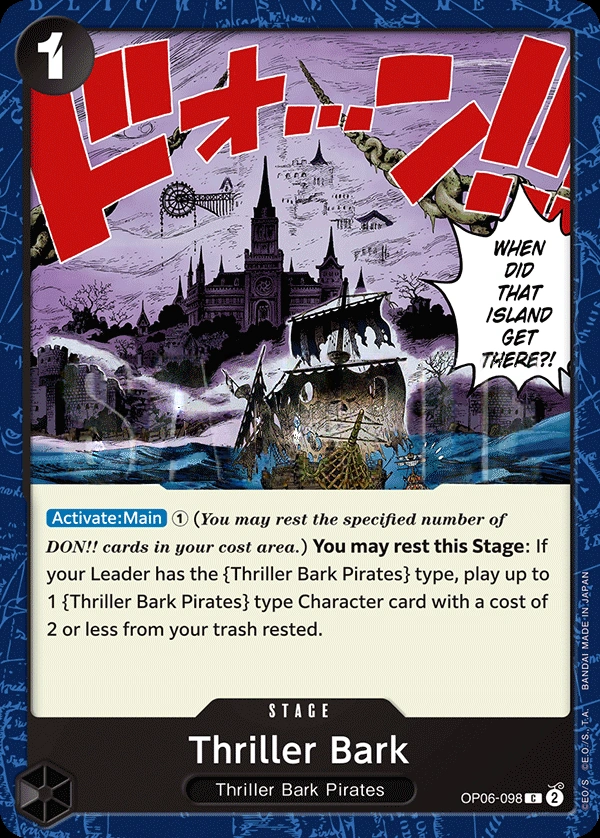 1
ドォーン!!
WHEN
DID
THAT
ISLAND
GET
THERE?!
SAMPLE
Activate:Main ① (You may rest the specified number of
DON!! cards in your cost area.) You may rest this Stage: If
your Leader has the {Thriller Bark Pirates} type, play up to
1 {Thriller Bark Pirates} type Character card with a cost of
2 or less from your trash rested.
STAGE
Thriller Bark
Thriller Bark Pirates
OP06-098 C 2
©E.O/S. ©E.O./S.,T.A. BANDAI MADE IN JAPAN